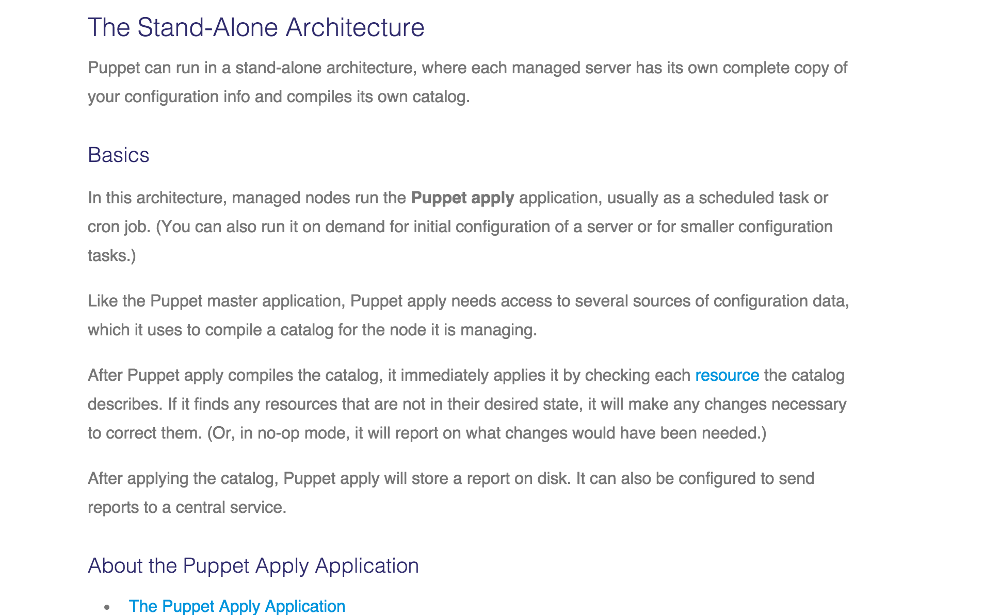 The Stand-Alone Architecture
Puppet can run in a stand-alone architecture, where each managed server has its own complete copy of
your configuration info and compiles its own catalog.
Basics
In this architecture, managed nodes run the Puppet apply application, usually as a scheduled task or
cron job. (You can also run it on demand for initial configuration of a server or for smaller configuration
tasks.)
Like the Puppet master application, Puppet apply needs access to several sources of configuration data,
which it uses to compile a catalog for the node it is managing.
After Puppet apply compiles the catalog, it immediately applies it by checking each resource the catalog
describes. If it finds any resources that are not in their desired state, it will make any changes necessary
to correct them. (Or, in no-op mode, it will report on what changes would have been needed.)
After applying the catalog, Puppet apply will store a report on disk. It can also be configured to send
reports to a central service.
About the Puppet Apply Application
• The Puppet Apply Application